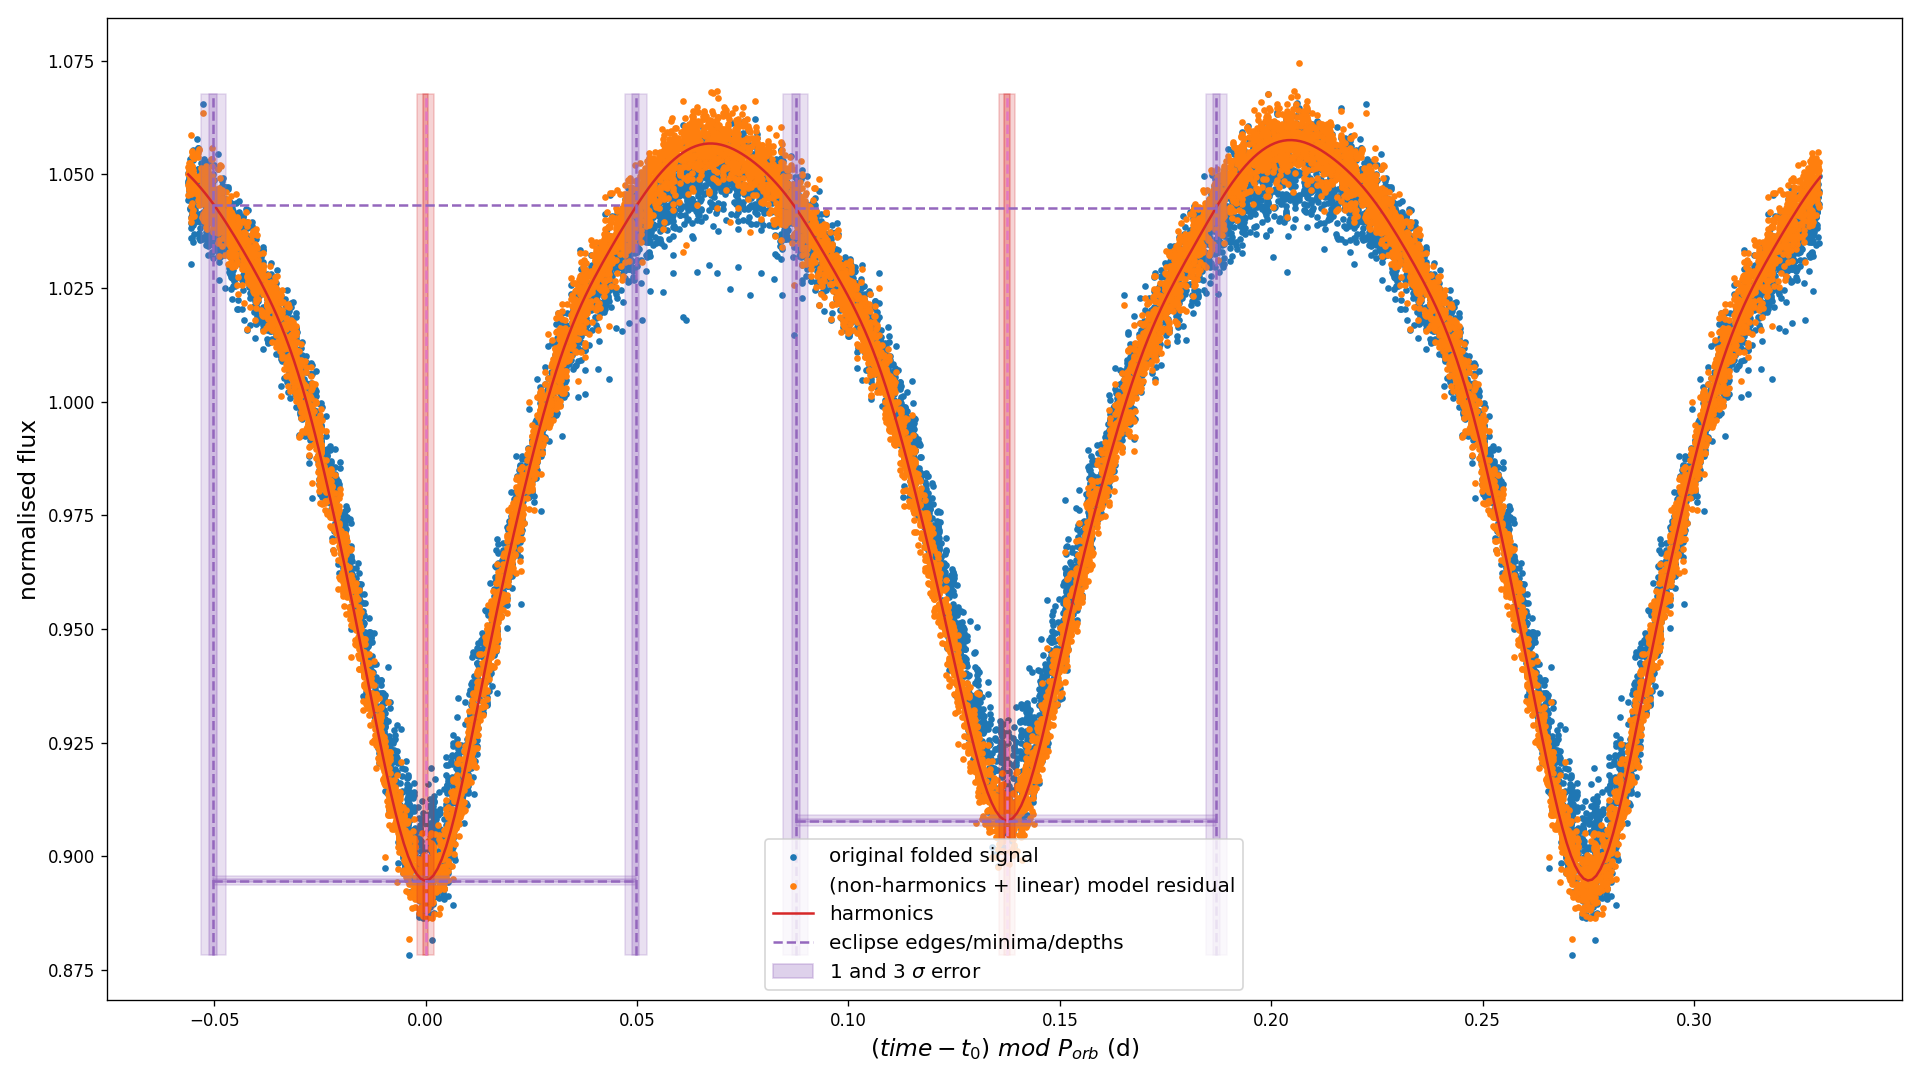 normalised flux
1.075
1.050
1.025
1.000
0.975
0.950
0.925
0.900
0.875
original folded signal
(non-harmonics + linear) model residual
harmonics
eclipse edges/minima/depths
1 and 3 σ error
−0.05 0.00 0.05 0.10 0.15 0.20 0.25 0.30
(time − t₀) mod Pₒᵣb (d)